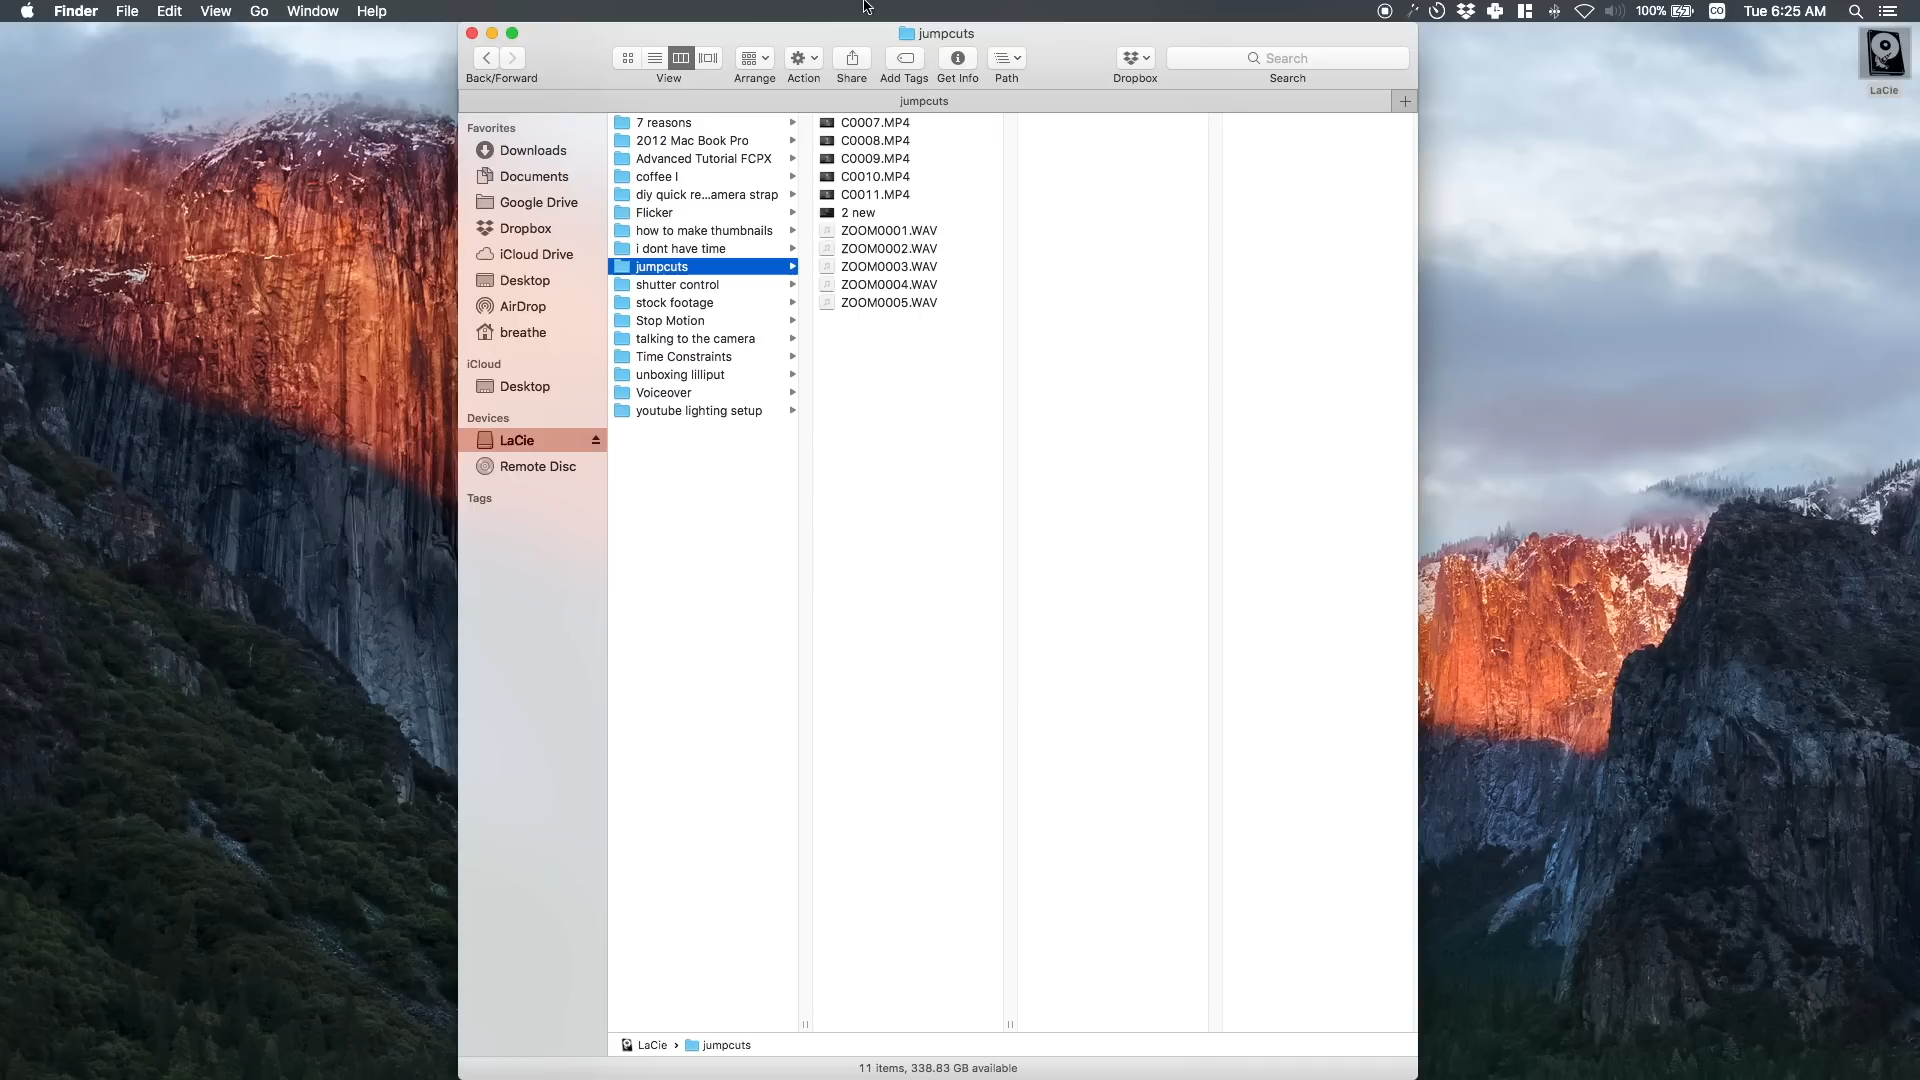 Finder File Edit View Go Window Help
100% Tue 6:25 AM
jumpcuts
Search
Back/Forward View Arrange Action Share Add Tags Get Info Path Dropbox Search
jumpcuts
Favorites
Downloads
Documents
Google Drive
Dropbox
iCloud Drive
Desktop
AirDrop
breathe
iCloud
Desktop
Devices
LaCie
Remote Disc
Tags
7 reasons
2012 Mac Book Pro
Advanced Tutorial FCPX
coffee I
diy quick re...amera strap
Flicker
how to make thumbnails
i dont have time
jumpcuts
shutter control
stock footage
Stop Motion
talking to the camera
Time Constraints
unboxing lilliput
Voiceover
youtube lighting setup
C0007.MP4
C0008.MP4
C0009.MP4
C0010.MP4
C0011.MP4
2 new
ZOOM0001.WAV
ZOOM0002.WAV
ZOOM0003.WAV
ZOOM0004.WAV
ZOOM0005.WAV
LaCie › jumpcuts
11 items, 338.83 GB available
LaCie